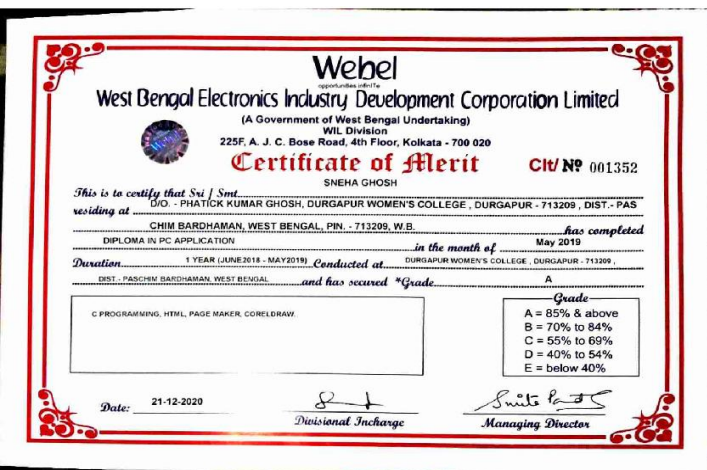 Webel
opportunities infiniTe
West Bengal Electronics Industry Development Corporation Limited
(A Government of West Bengal Undertaking)
WIL Division
225F, A. J. C. Bose Road, 4th Floor, Kolkata - 700 020
Certificate of Merit Clt/ Nº 001352
SNEHA GHOSH
This is to certify that Sri / Smt
D/O. - PHATICK KUMAR GHOSH, DURGAPUR WOMEN'S COLLEGE , DURGAPUR - 713209 , DIST.- PAS
residing at
CHIM BARDHAMAN, WEST BENGAL, PIN. - 713209, W.B. has completed
DIPLOMA IN PC APPLICATION in the month of May 2019
Duration 1 YEAR (JUNE2018 - MAY2019) Conducted at DURGAPUR WOMEN'S COLLEGE , DURGAPUR - 713209 ,
DIST - PASCHIM BARDHAMAN, WEST BENGAL and has secured *Grade A
C PROGRAMMING, HTML, PAGE MAKER, CORELDRAW.
Grade
A = 85% & above
B = 70% to 84%
C = 55% to 69%
D = 40% to 54%
E = below 40%
Date: 21-12-2020
Divisional Incharge
Managing Director